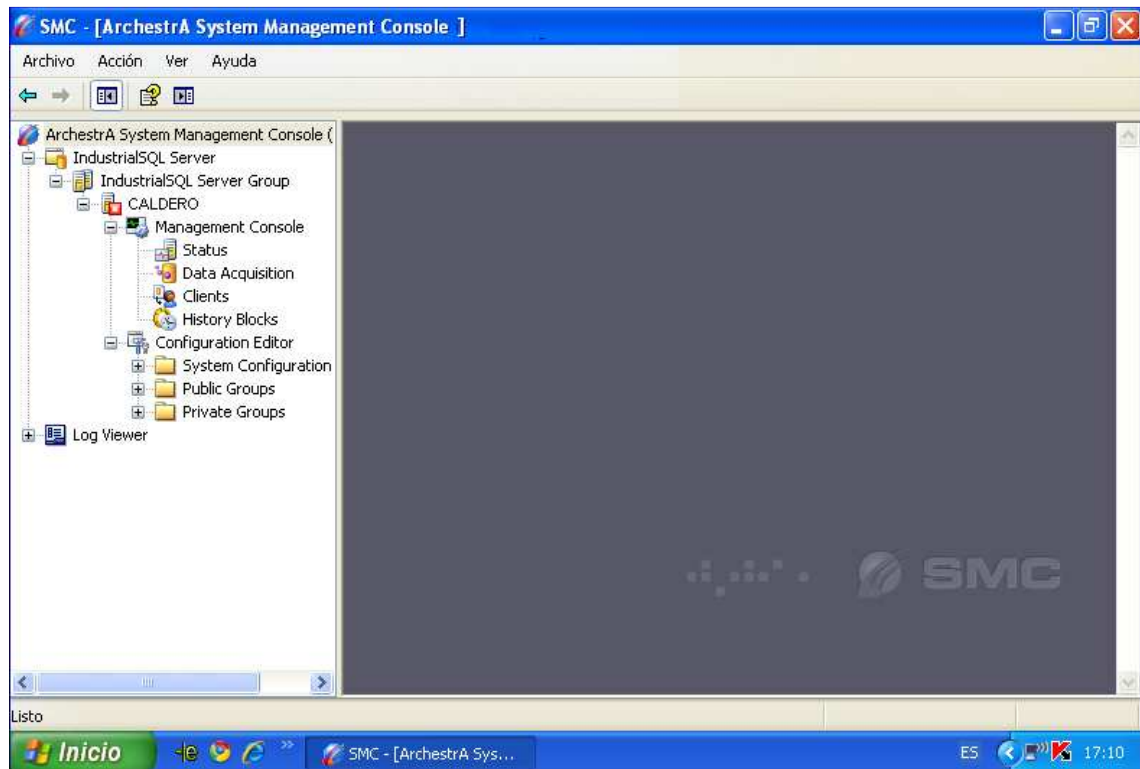 SMC - [ArchestrA System Management Console ]
Archivo Acción Ver Ayuda
ArchestrA System Management Console (
IndustrialSQL Server
IndustrialSQL Server Group
CALDERO
Management Console
Status
Data Acquisition
Clients
History Blocks
Configuration Editor
System Configuration
Public Groups
Private Groups
Log Viewer
SMC
Listo
Inicio
SMC - [ArchestrA Sys...
ES
17:10